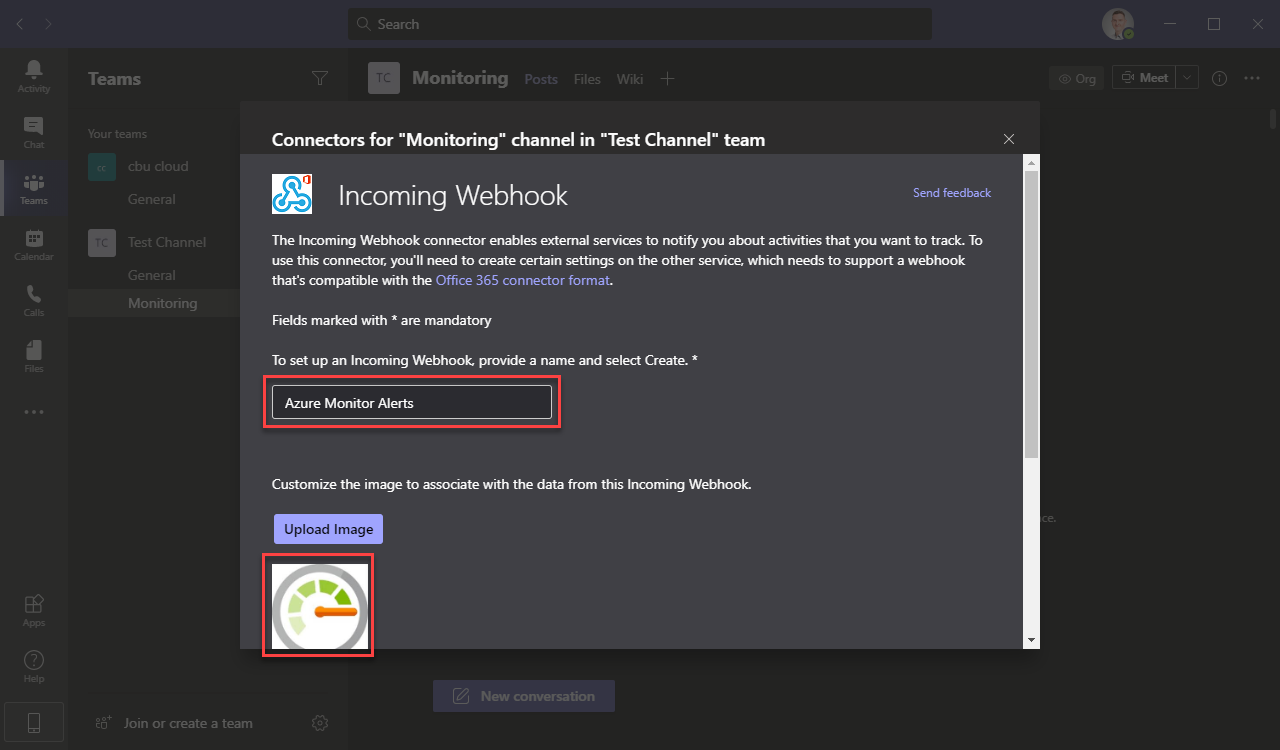 Search
Activity
Chat
Teams
Calendar
Calls
Files
Apps
Help
Teams
Your teams
cc
cbu cloud
General
TC
Test Channel
General
Monitoring
Join or create a team
TC
Monitoring
Posts
Files
Wiki
Org
Meet
Connectors for "Monitoring" channel in "Test Channel" team
Incoming Webhook
Send feedback
The Incoming Webhook connector enables external services to notify you about activities that you want to track. To
use this connector, you'll need to create certain settings on the other service, which needs to support a webhook
that's compatible with the Office 365 connector format.
Fields marked with * are mandatory
To set up an Incoming Webhook, provide a name and select Create. *
Azure Monitor Alerts
Customize the image to associate with the data from this Incoming Webhook.
Upload Image
New conversation